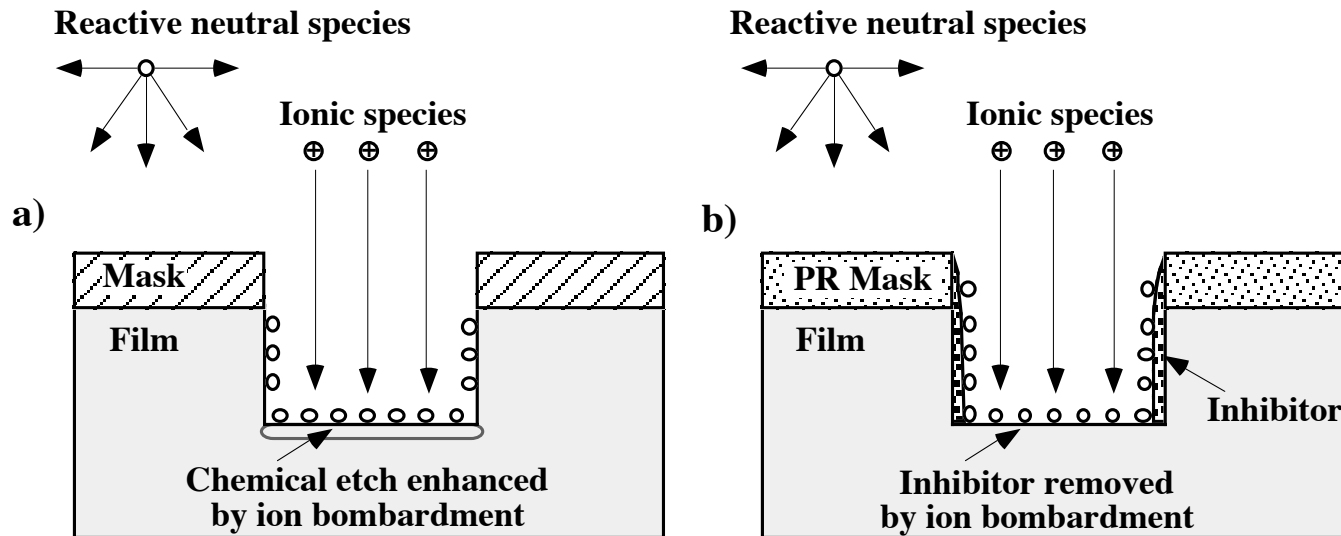 Reactive neutral species
Ionic species
a)
Mask
Film
Chemical etch enhanced
by ion bombardment
Reactive neutral species
Ionic species
b)
PR Mask
Film
Inhibitor
Inhibitor removed
by ion bombardment